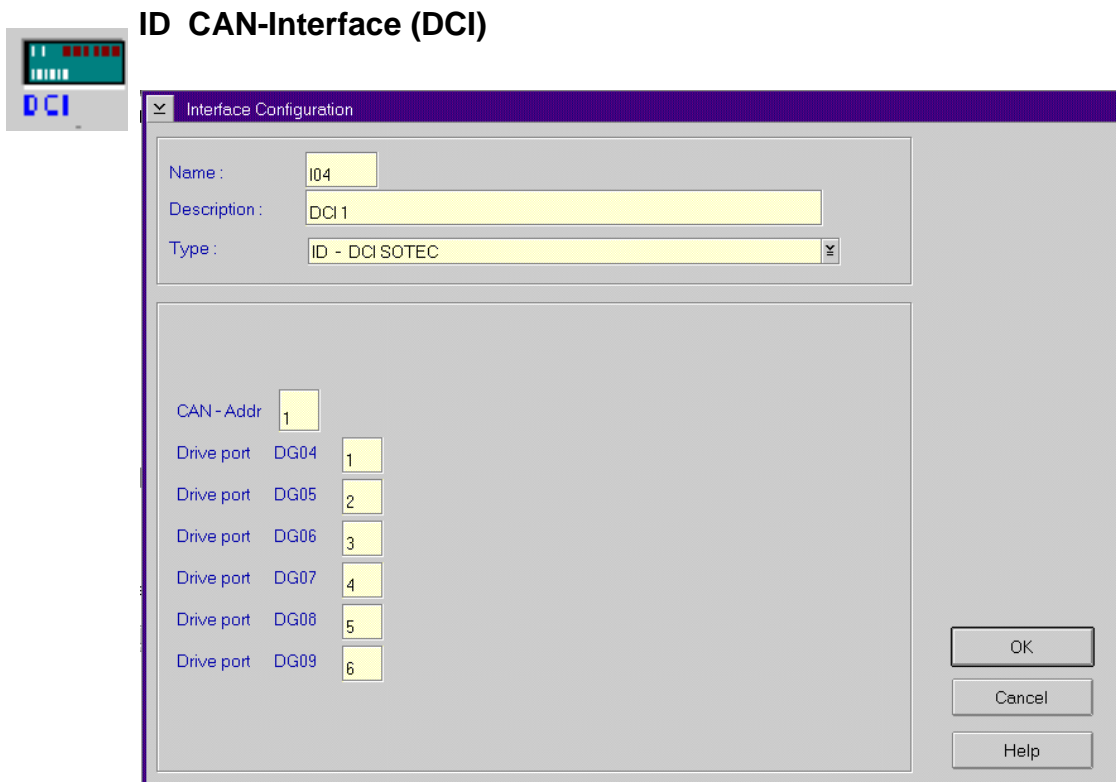 ID CAN-Interface (DCI)
DCI
Interface Configuration
Name :
I04
Description :
DCI 1
Type :
ID - DCI SOTEC
CAN - Addr
1
Drive port DG04 1
Drive port DG05 2
Drive port DG06 3
Drive port DG07 4
Drive port DG08 5
Drive port DG09 6
OK
Cancel
Help